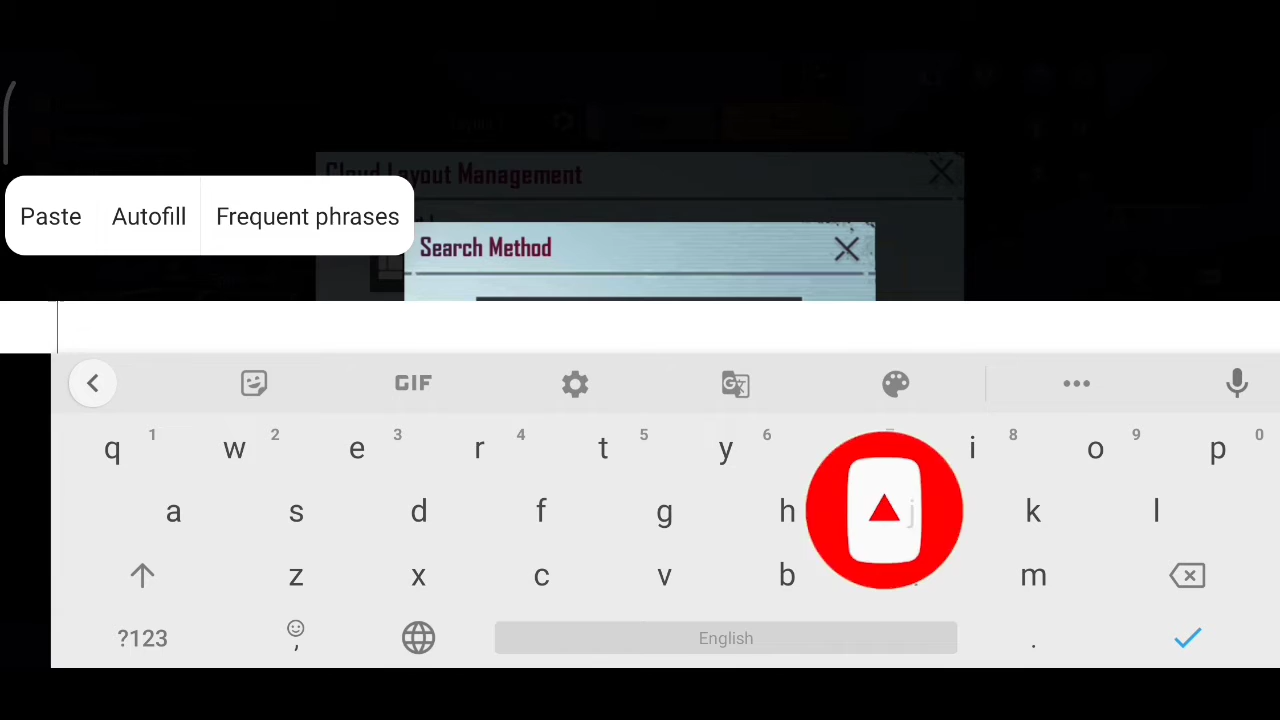 Cloud Layout Management
Paste Autofill Frequent phrases
Search Method
GIF
q 1 w 2 e 3 r 4 t 5 y 6 i 8 o 9 p 0
a s d f g h j k l
z x c v b m
?123 , English .